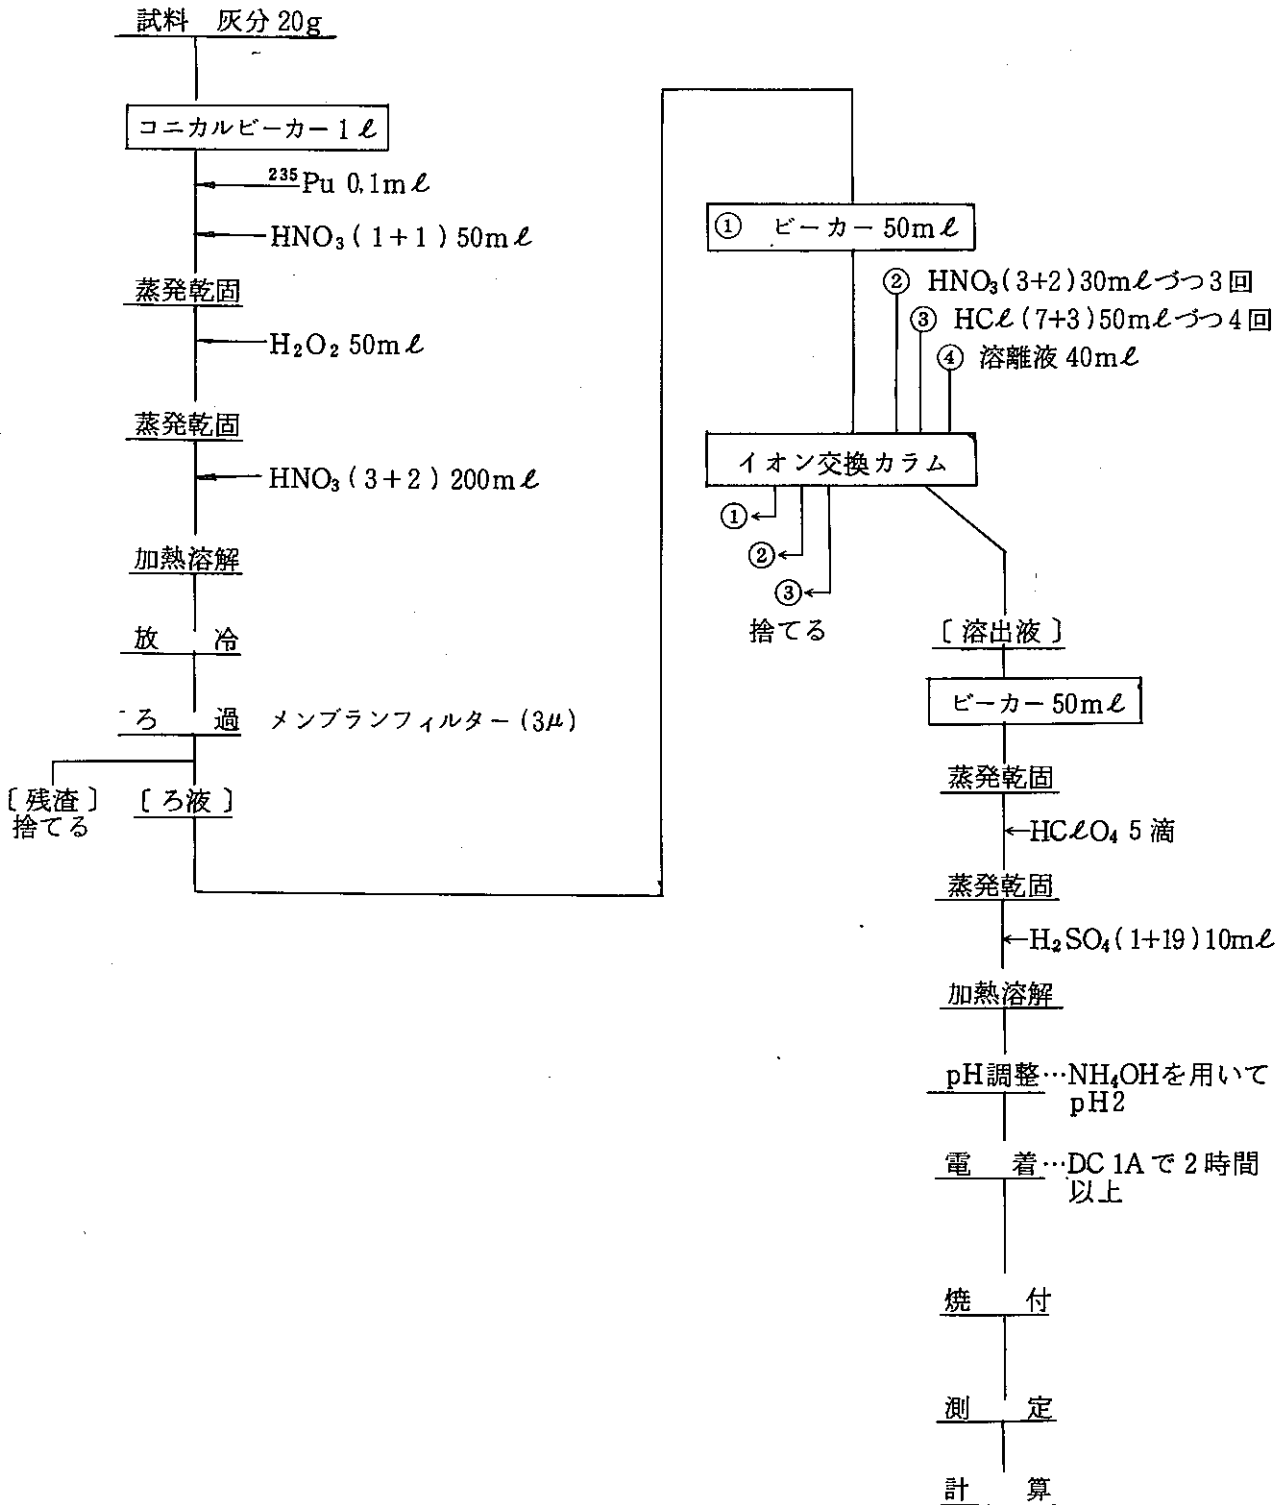 試料 灰分 20g
コニカルビーカー 1ℓ
²³⁵Pu 0.1mℓ
HNO₃(1+1) 50mℓ
蒸発乾固
H₂O₂ 50mℓ
蒸発乾固
HNO₃(3+2) 200mℓ
加熱溶解
放冷
ろ過 メンブランフィルター(3μ)
〔残渣〕
捨てる
〔ろ液〕
① ビーカー 50mℓ
② HNO₃(3+2)30mℓづつ3回
③ HCℓ(7+3)50mℓづつ4回
④ 溶離液 40mℓ
イオン交換カラム
①
②
③
捨てる
〔溶出液〕
ビーカー 50mℓ
蒸発乾固
HCℓO₄ 5滴
蒸発乾固
H₂SO₄(1+19)10mℓ
加熱溶解
pH調整…NH₄OHを用いて
pH2
電着…DC 1Aで2時間
以上
焼付
測定
計算